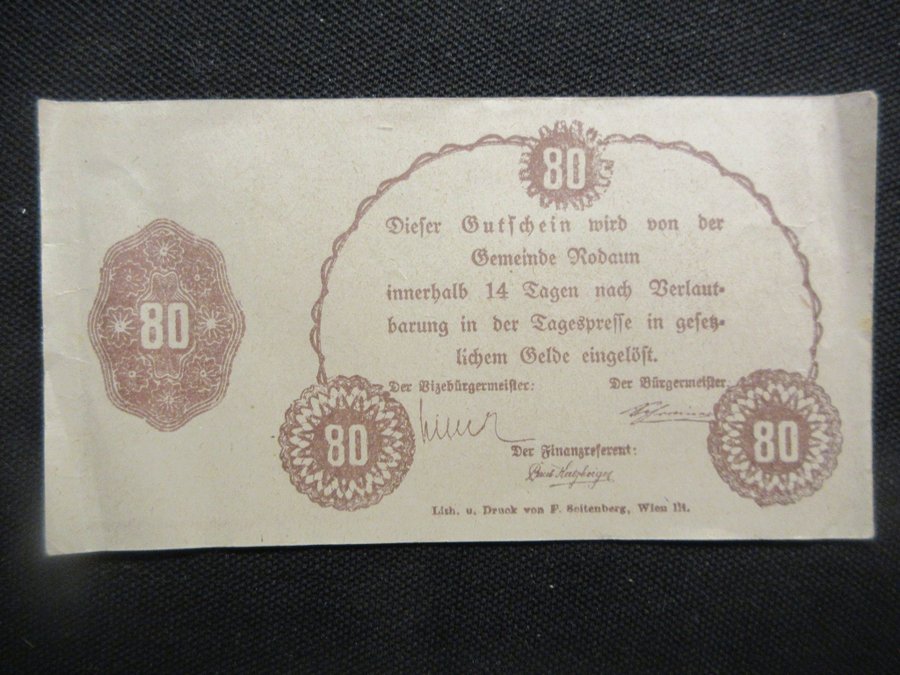 80
Dieser Gutschein wird von der
Gemeinde Rodaun
innerhalb 14 Tagen nach Verlaut-
barung in der Tagespresse in gesetz-
lichem Gelde eingelöst.
Der Vizebürgermeister:
Der Bürgermeister
Der Finanzreferent:
80
80
80
Lith. u. Druck von F. Seitenberg, Wien III.